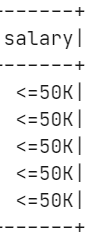 -------+
salary|
-------+
<=50K|
<=50K|
<=50K|
<=50K|
<=50K|
-------+